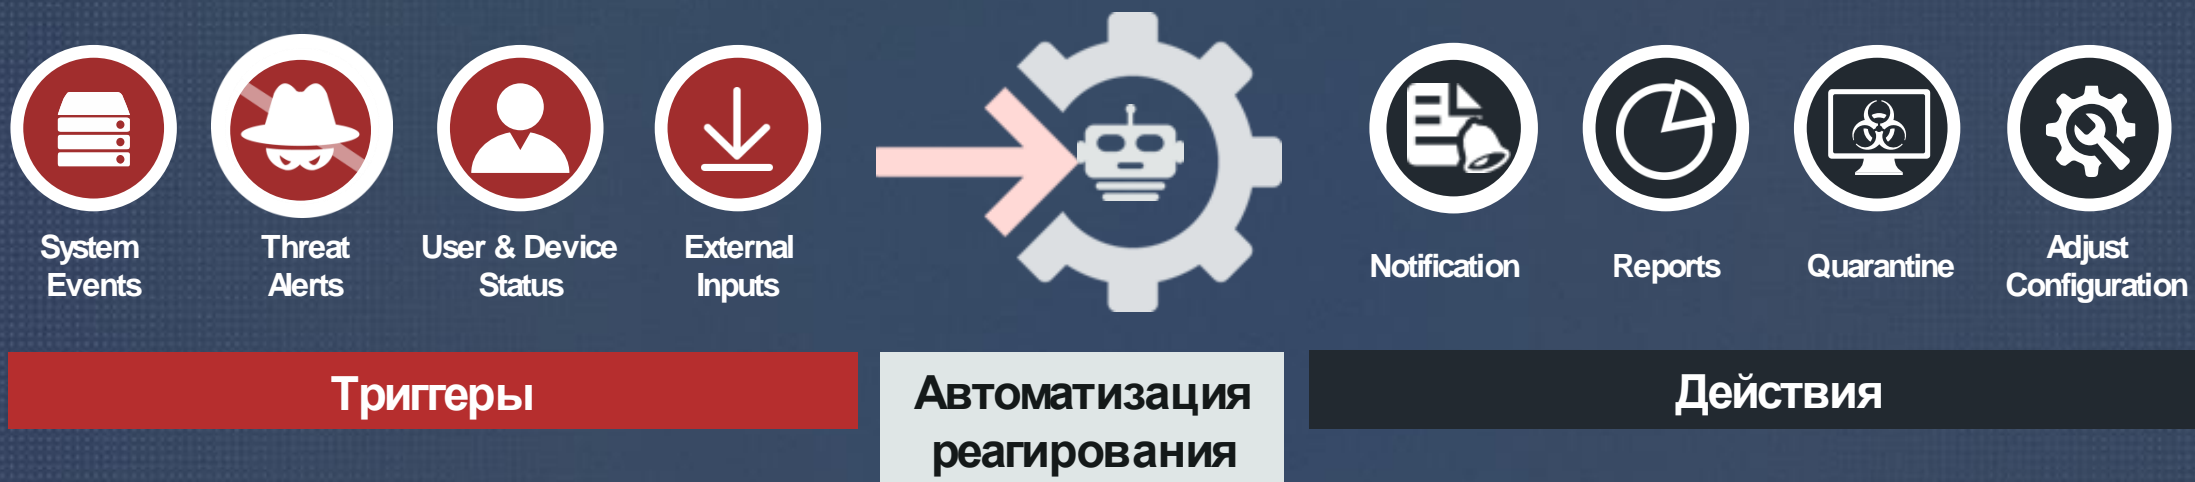 System
Events
Threat
Alerts
User & Device
Status
External
Inputs
Notification
Reports
Quarantine
Adjust
Configuration
Триггеры
Автоматизация
реагирования
Действия